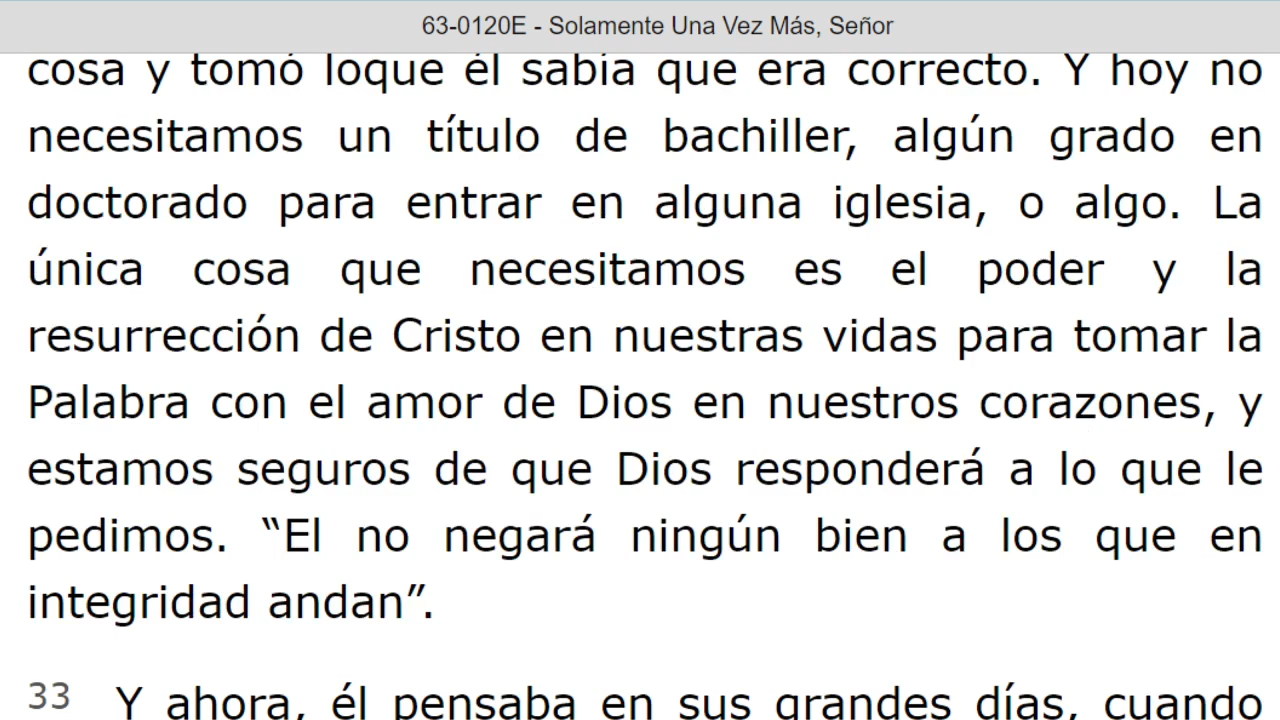 63-0120E - Solamente Una Vez Más, Señor
cosa y tomó loque él sabía que era correcto. Y hoy no
necesitamos un título de bachiller, algún grado en
doctorado para entrar en alguna iglesia, o algo. La
única cosa que necesitamos es el poder y la
resurrección de Cristo en nuestras vidas para tomar la
Palabra con el amor de Dios en nuestros corazones, y
estamos seguros de que Dios responderá a lo que le
pedimos. “El no negará ningún bien a los que en
integridad andan”.
33 Y ahora, él pensaba en sus grandes días, cuando